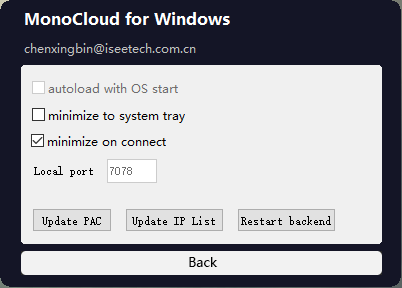 MonoCloud for Windows
chenxingbin@iseetech.com.cn
autoload with OS start
minimize to system tray
minimize on connect
Local port 7078
Update PAC Update IP List Restart backend
Back